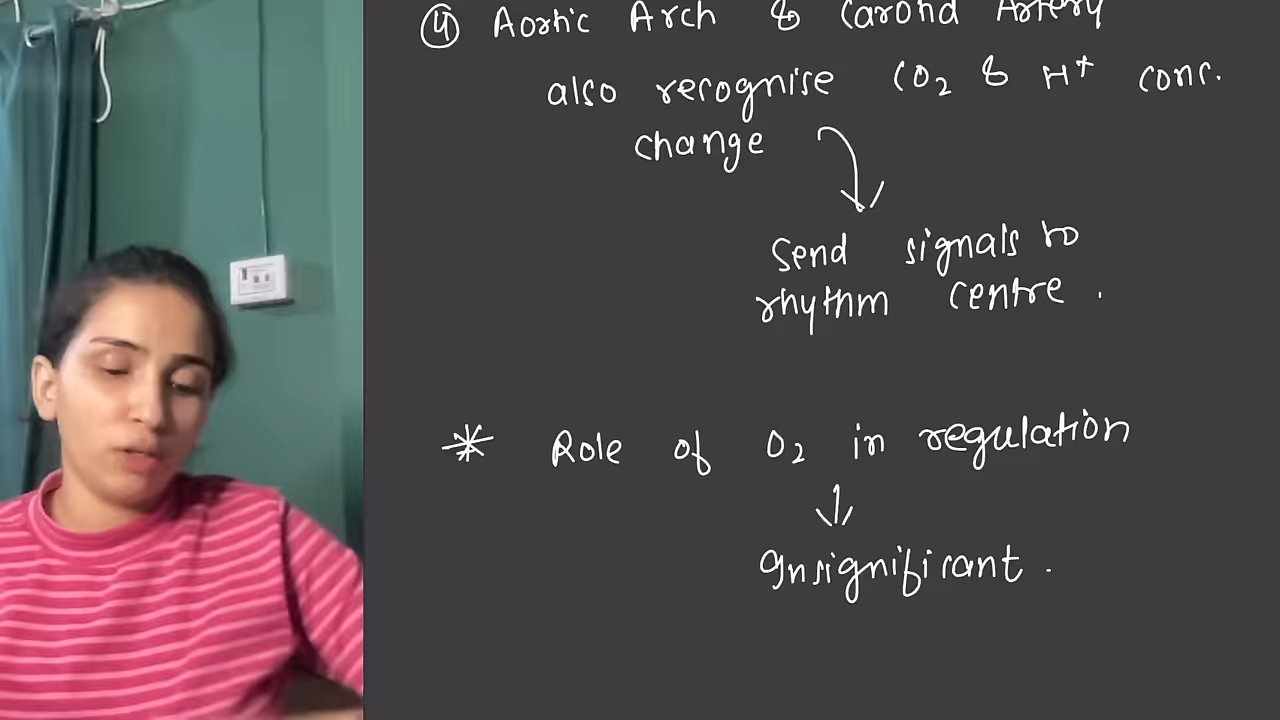 ④ Aortic Arch & Carotid Artery
also recognise CO₂ & H⁺ conc.
change
Send signals to
rhythm centre.
* Role of O₂ in regulation
↓
Insignificant.